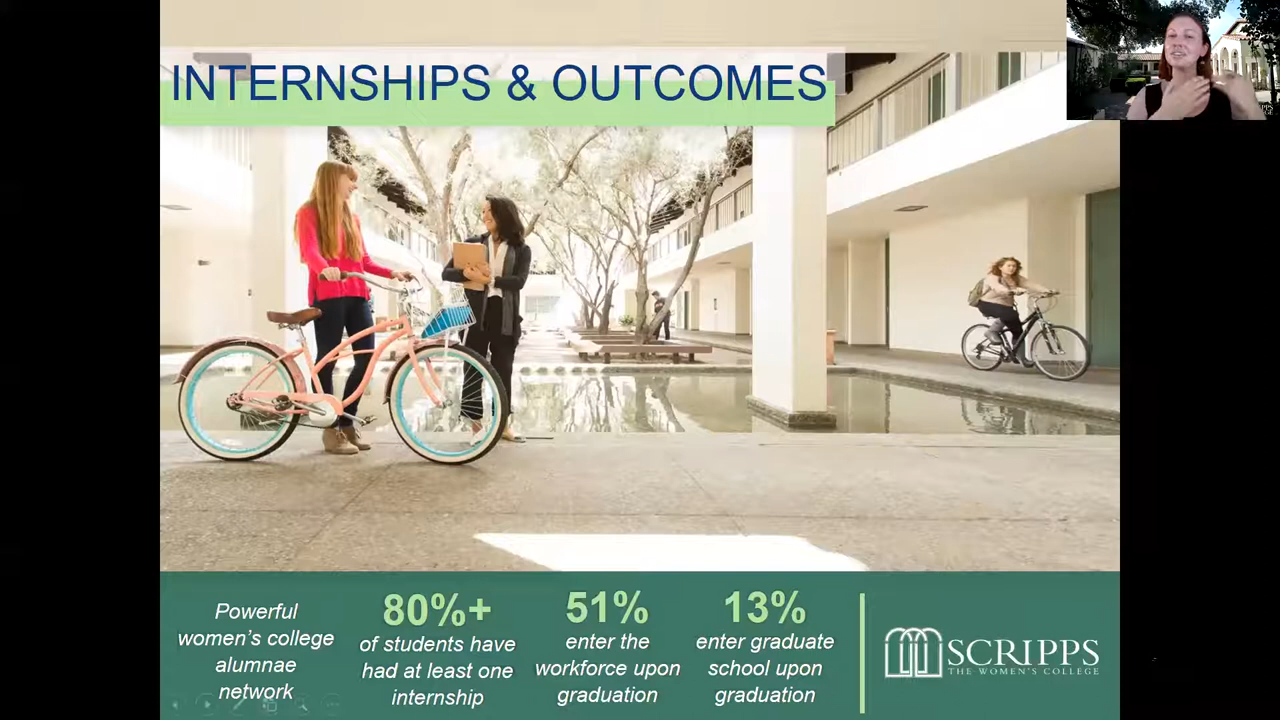 INTERNSHIPS & OUTCOMES
Powerful
women's college
alumnae
network
80%+
of students have
had at least one
internship
51%
enter the
workforce upon
graduation
13%
enter graduate
school upon
graduation
SCRIPPS
THE WOMEN'S COLLEGE